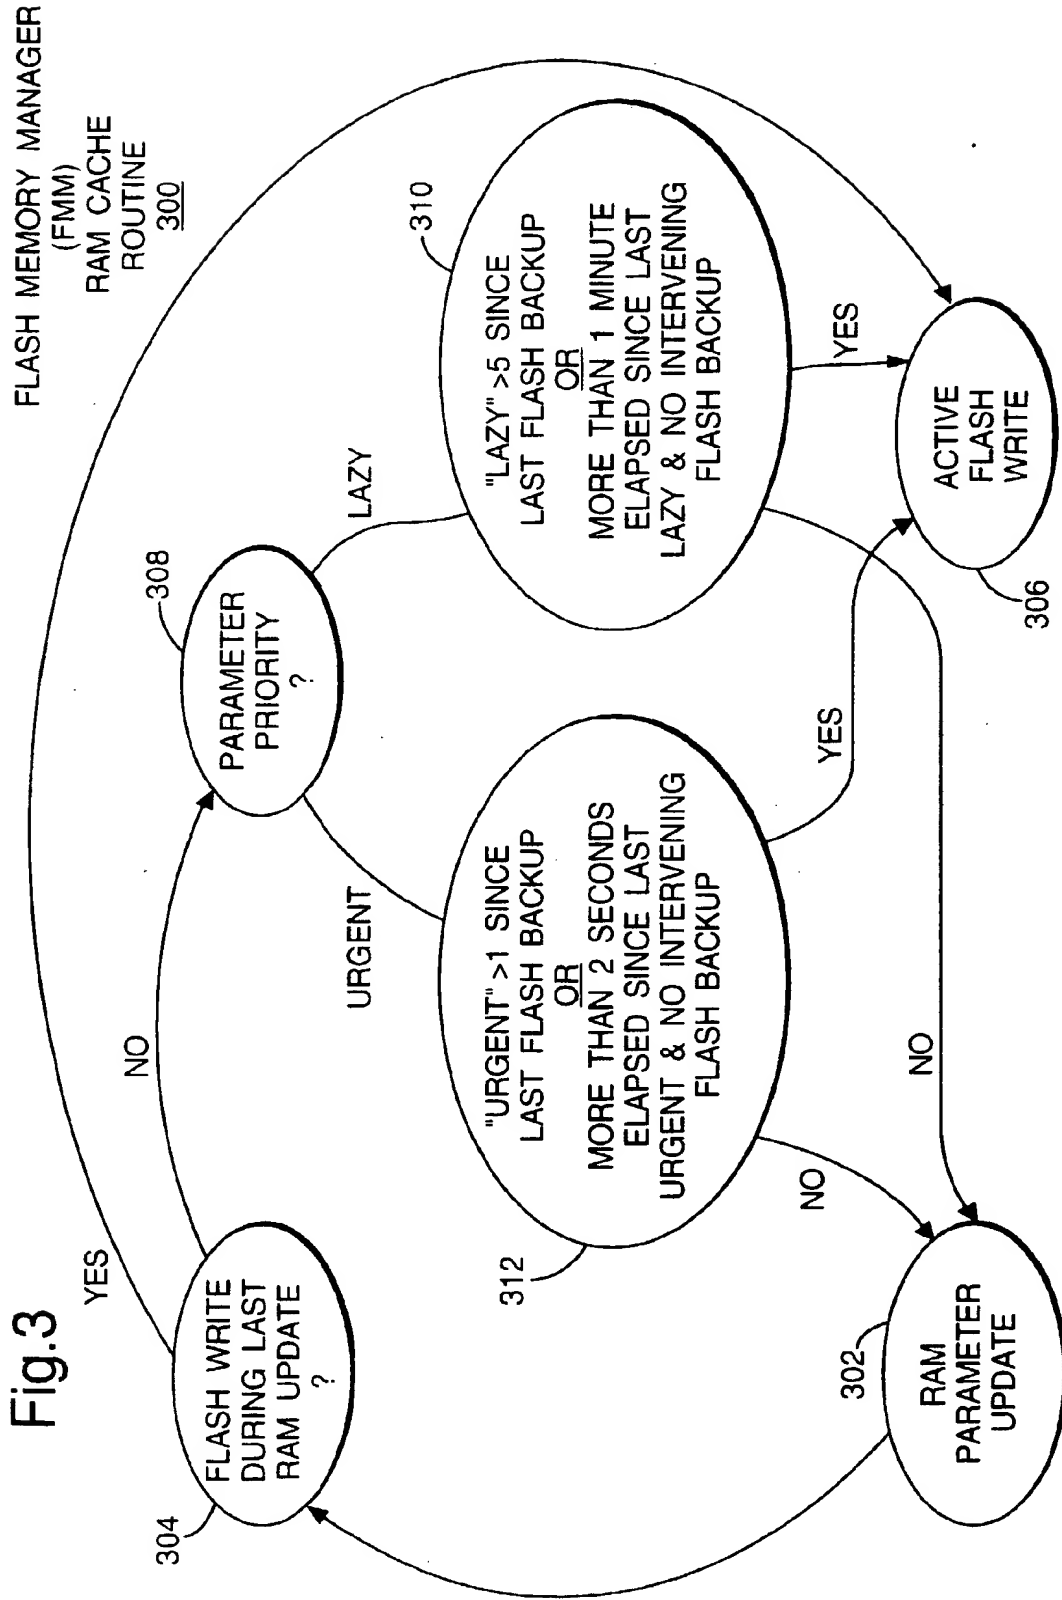 Fig.3
FLASH MEMORY MANAGER
(FMM)
RAM CACHE
ROUTINE
300
YES
304
FLASH WRITE
DURING LAST
RAM UPDATE
?
NO
308
PARAMETER
PRIORITY
?
URGENT
LAZY
312
"URGENT" >1 SINCE
LAST FLASH BACKUP
OR
MORE THAN 2 SECONDS
ELAPSED SINCE LAST
URGENT & NO INTERVENING
FLASH BACKUP
310
"LAZY" >5 SINCE
LAST FLASH BACKUP
OR
MORE THAN 1 MINUTE
ELAPSED SINCE LAST
LAZY & NO INTERVENING
FLASH BACKUP
NO
YES
YES
NO
302
RAM
PARAMETER
UPDATE
ACTIVE
FLASH
WRITE
306